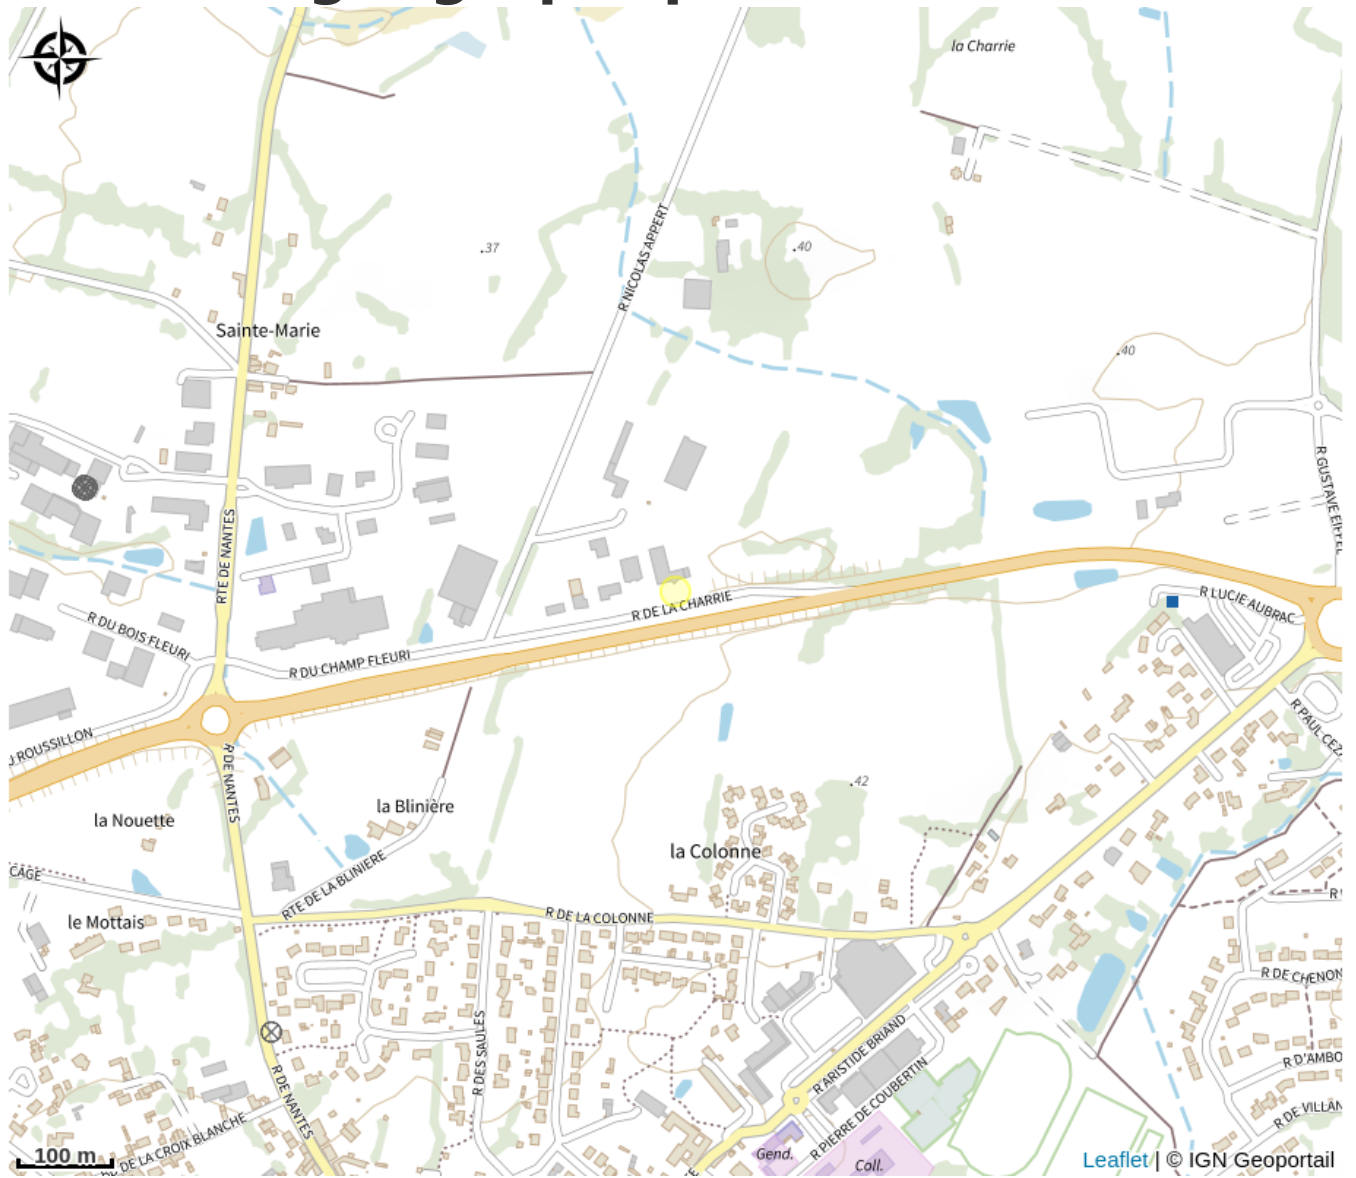 la Charrie
R NICOLAS APPERT
.37
.40
Sainte-Marie
.40
R GUSTAVE EIFFEL
RTE DE NANTES
R DU BOIS FLEURI
R DE LA CHARRIE
R LUCIE AUBRAC
R DU CHAMP FLEURI
R PAUL CEZ
U ROUSSILLON
R DE NANTES
la Nouette
la Blinière
.42
la Colonne
CAGE
RTE DE LA BLINIERE
le Mottais
R DE LA COLONNE
R DE CHENON
R DES SAULES
R ARISTIDE BRIAND
R D'AMBO
R DE NANTES
R PIERRE DE COUBERTIN
R DE VILLAN
DE LA CROIX BLANCHE
100 m
Gend.
Coll.
Leaflet | © IGN Geoportail